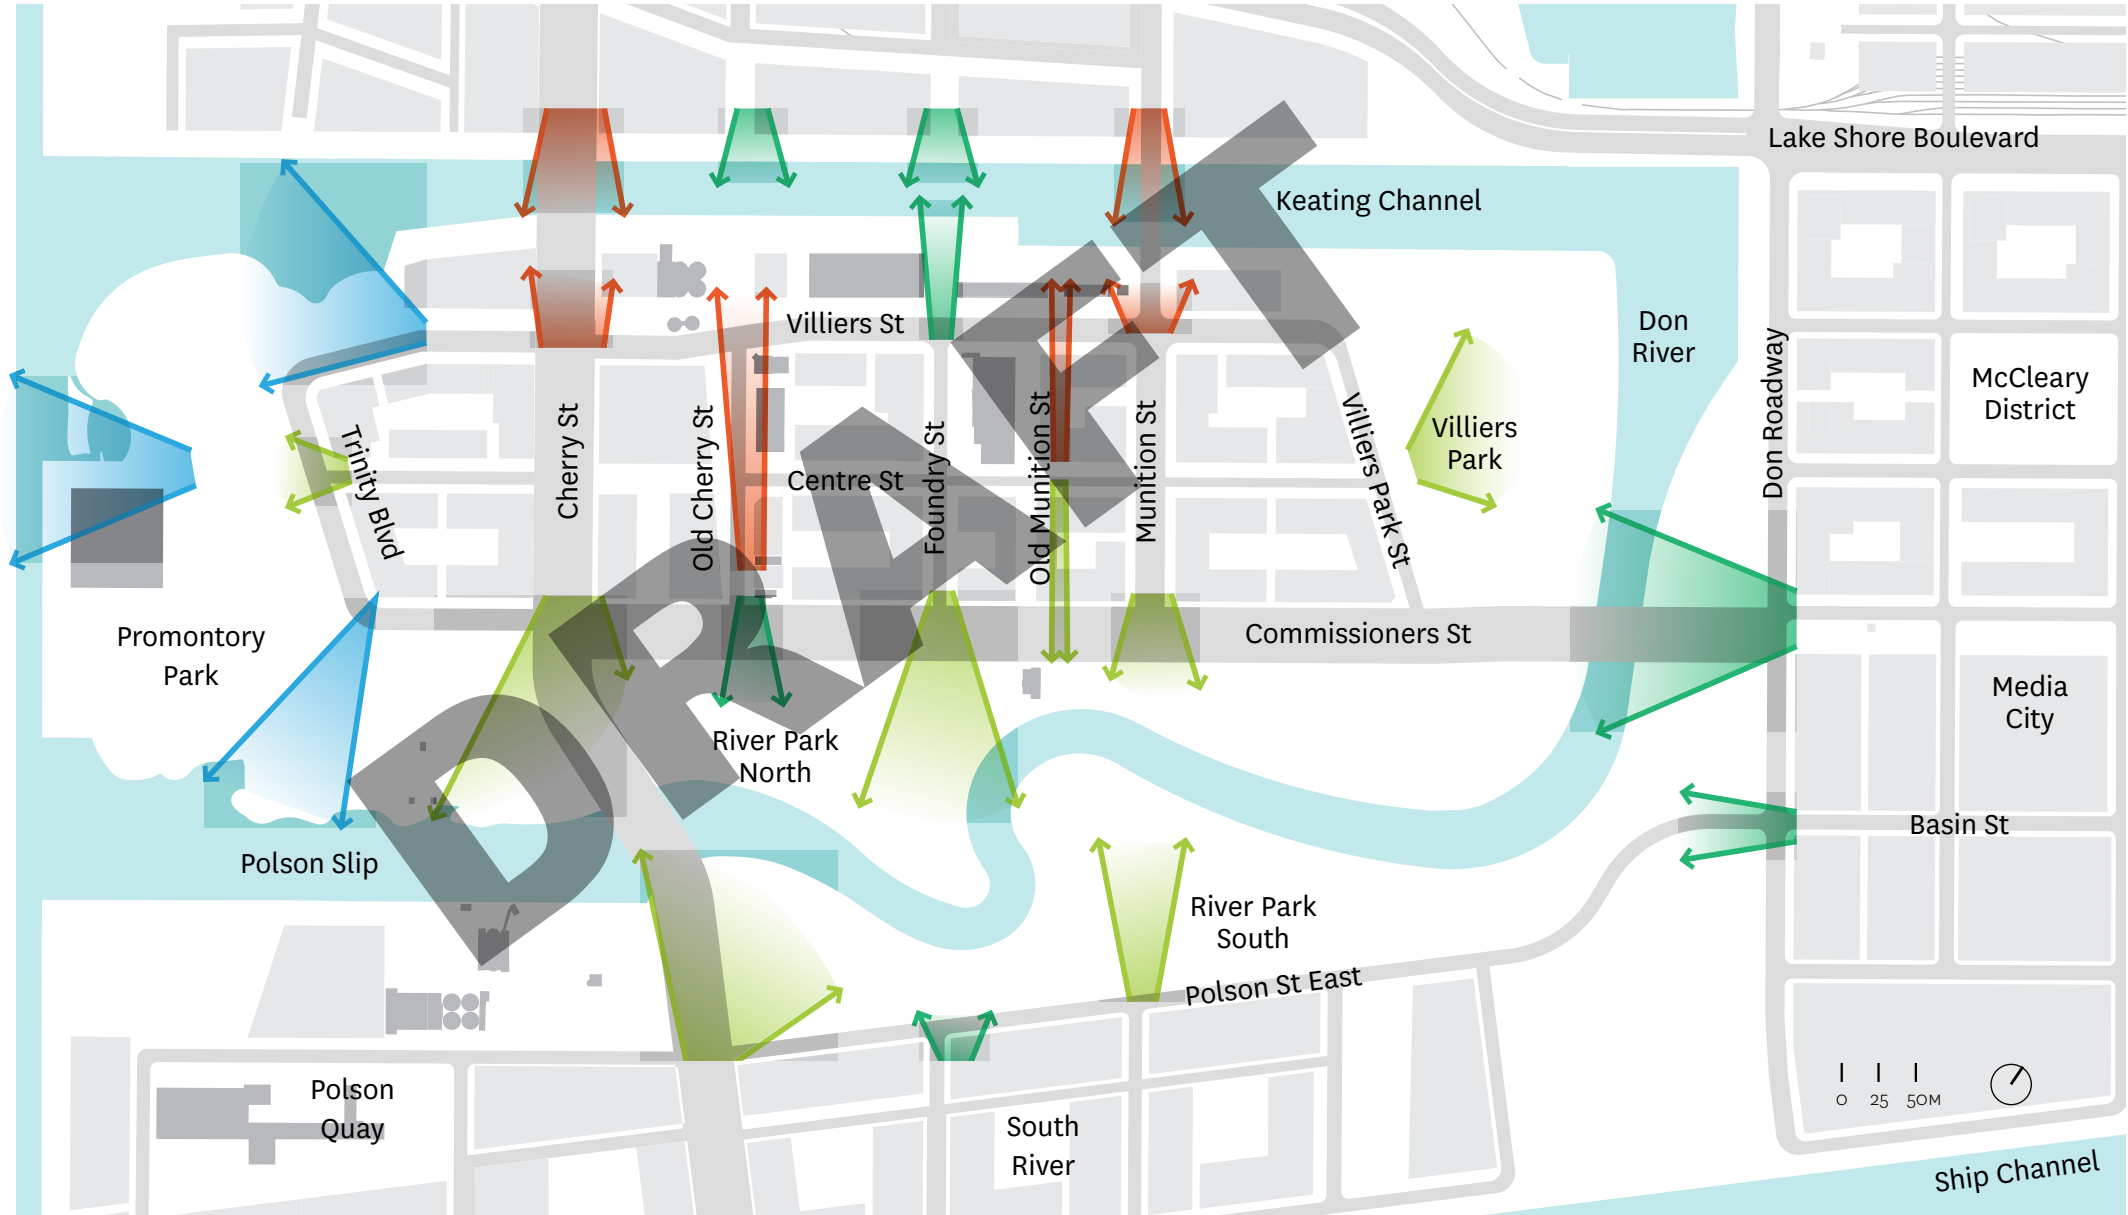 Lake Shore Boulevard
Keating Channel
Villiers St
Don
River
Don Roadway
McCleary
District
Villiers
Park
Trinity Blvd
Cherry St
Old Cherry St
Centre St
Foundry St
Old Munition St
Munition St
Villiers Park St
Promontory
Park
Commissioners St
Media
City
River Park
North
Polson Slip
Basin St
River Park
South
Polson St East
Polson
Quay
South
River
0 25 50M
Ship Channel
DRAFT